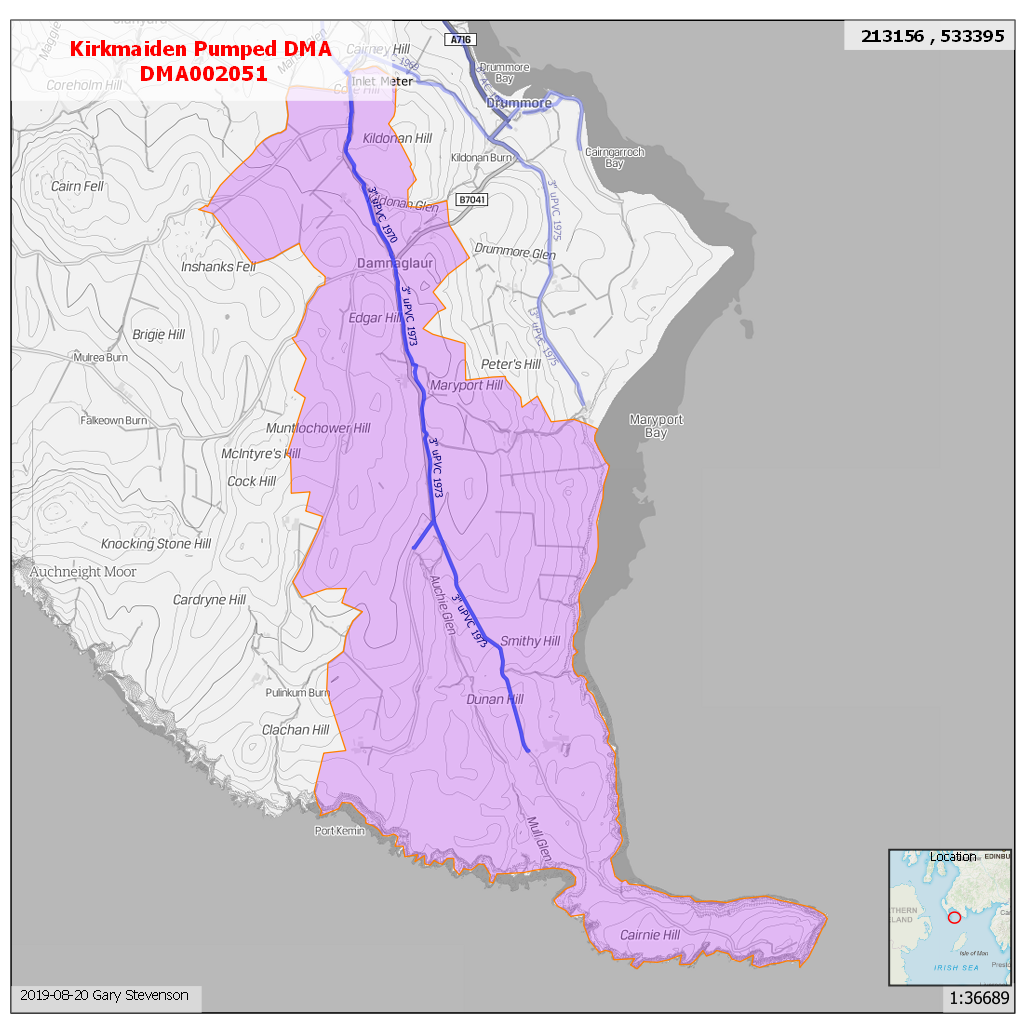 Kirkmaiden Pumped DMA
DMA002051
213156 , 533395
A716
Cairney Hill
Drummore
Bay
Inlet Meter
Coreholm Hill
Drummore
Kildonan Hill
Kildonan Burn
Cairngarroch
Bay
Cairn Fell
B7041
3" uPVC 1970
3" uPVC 1975
Drummore Glen
Inshanks Fell
Damnaglaur
3" uPVC 1973
Edgar Hill
3" uPVC 1975
Brigie Hill
Mulrea Burn
Peter's Hill
Maryport Hill
Falkeown Burn
Muntlochower Hill
Maryport
Bay
McIntyre's Hill
3" uPVC 1973
Cock Hill
Knocking Stone Hill
Auchneight Moor
Cardryne Hill
Auchie Glen
3" uPVC 1973
Smithy Hill
Pulinkum Burn
Dunan Hill
Clachan Hill
Port Kemin
Mull Glen
Cairnie Hill
Location
EDINBU
THERN
LAND
Isle of Man
IRISH SEA
2019-08-20 Gary Stevenson
1:36689